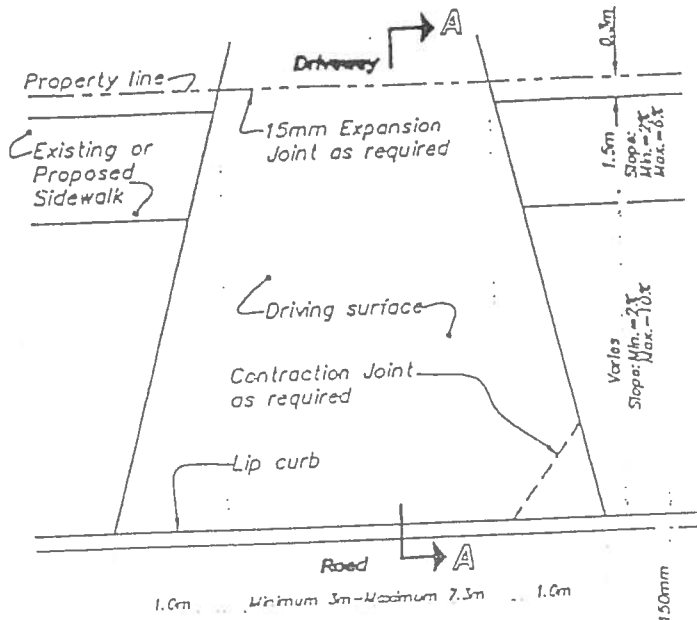 A
Driveway
0.3m
Property line
15mm Expansion
Joint as required
Existing or
Proposed
Sidewalk
1.5m
Slope:
Min.=2%
Max.=6%
Driving surface
Contraction Joint
as required
Varies
Slope: Min.=2%
Max.=10%
Lip curb
Road
A
1.0m
Minimum 3m-Maximum 7.3m
1.0m
150mm